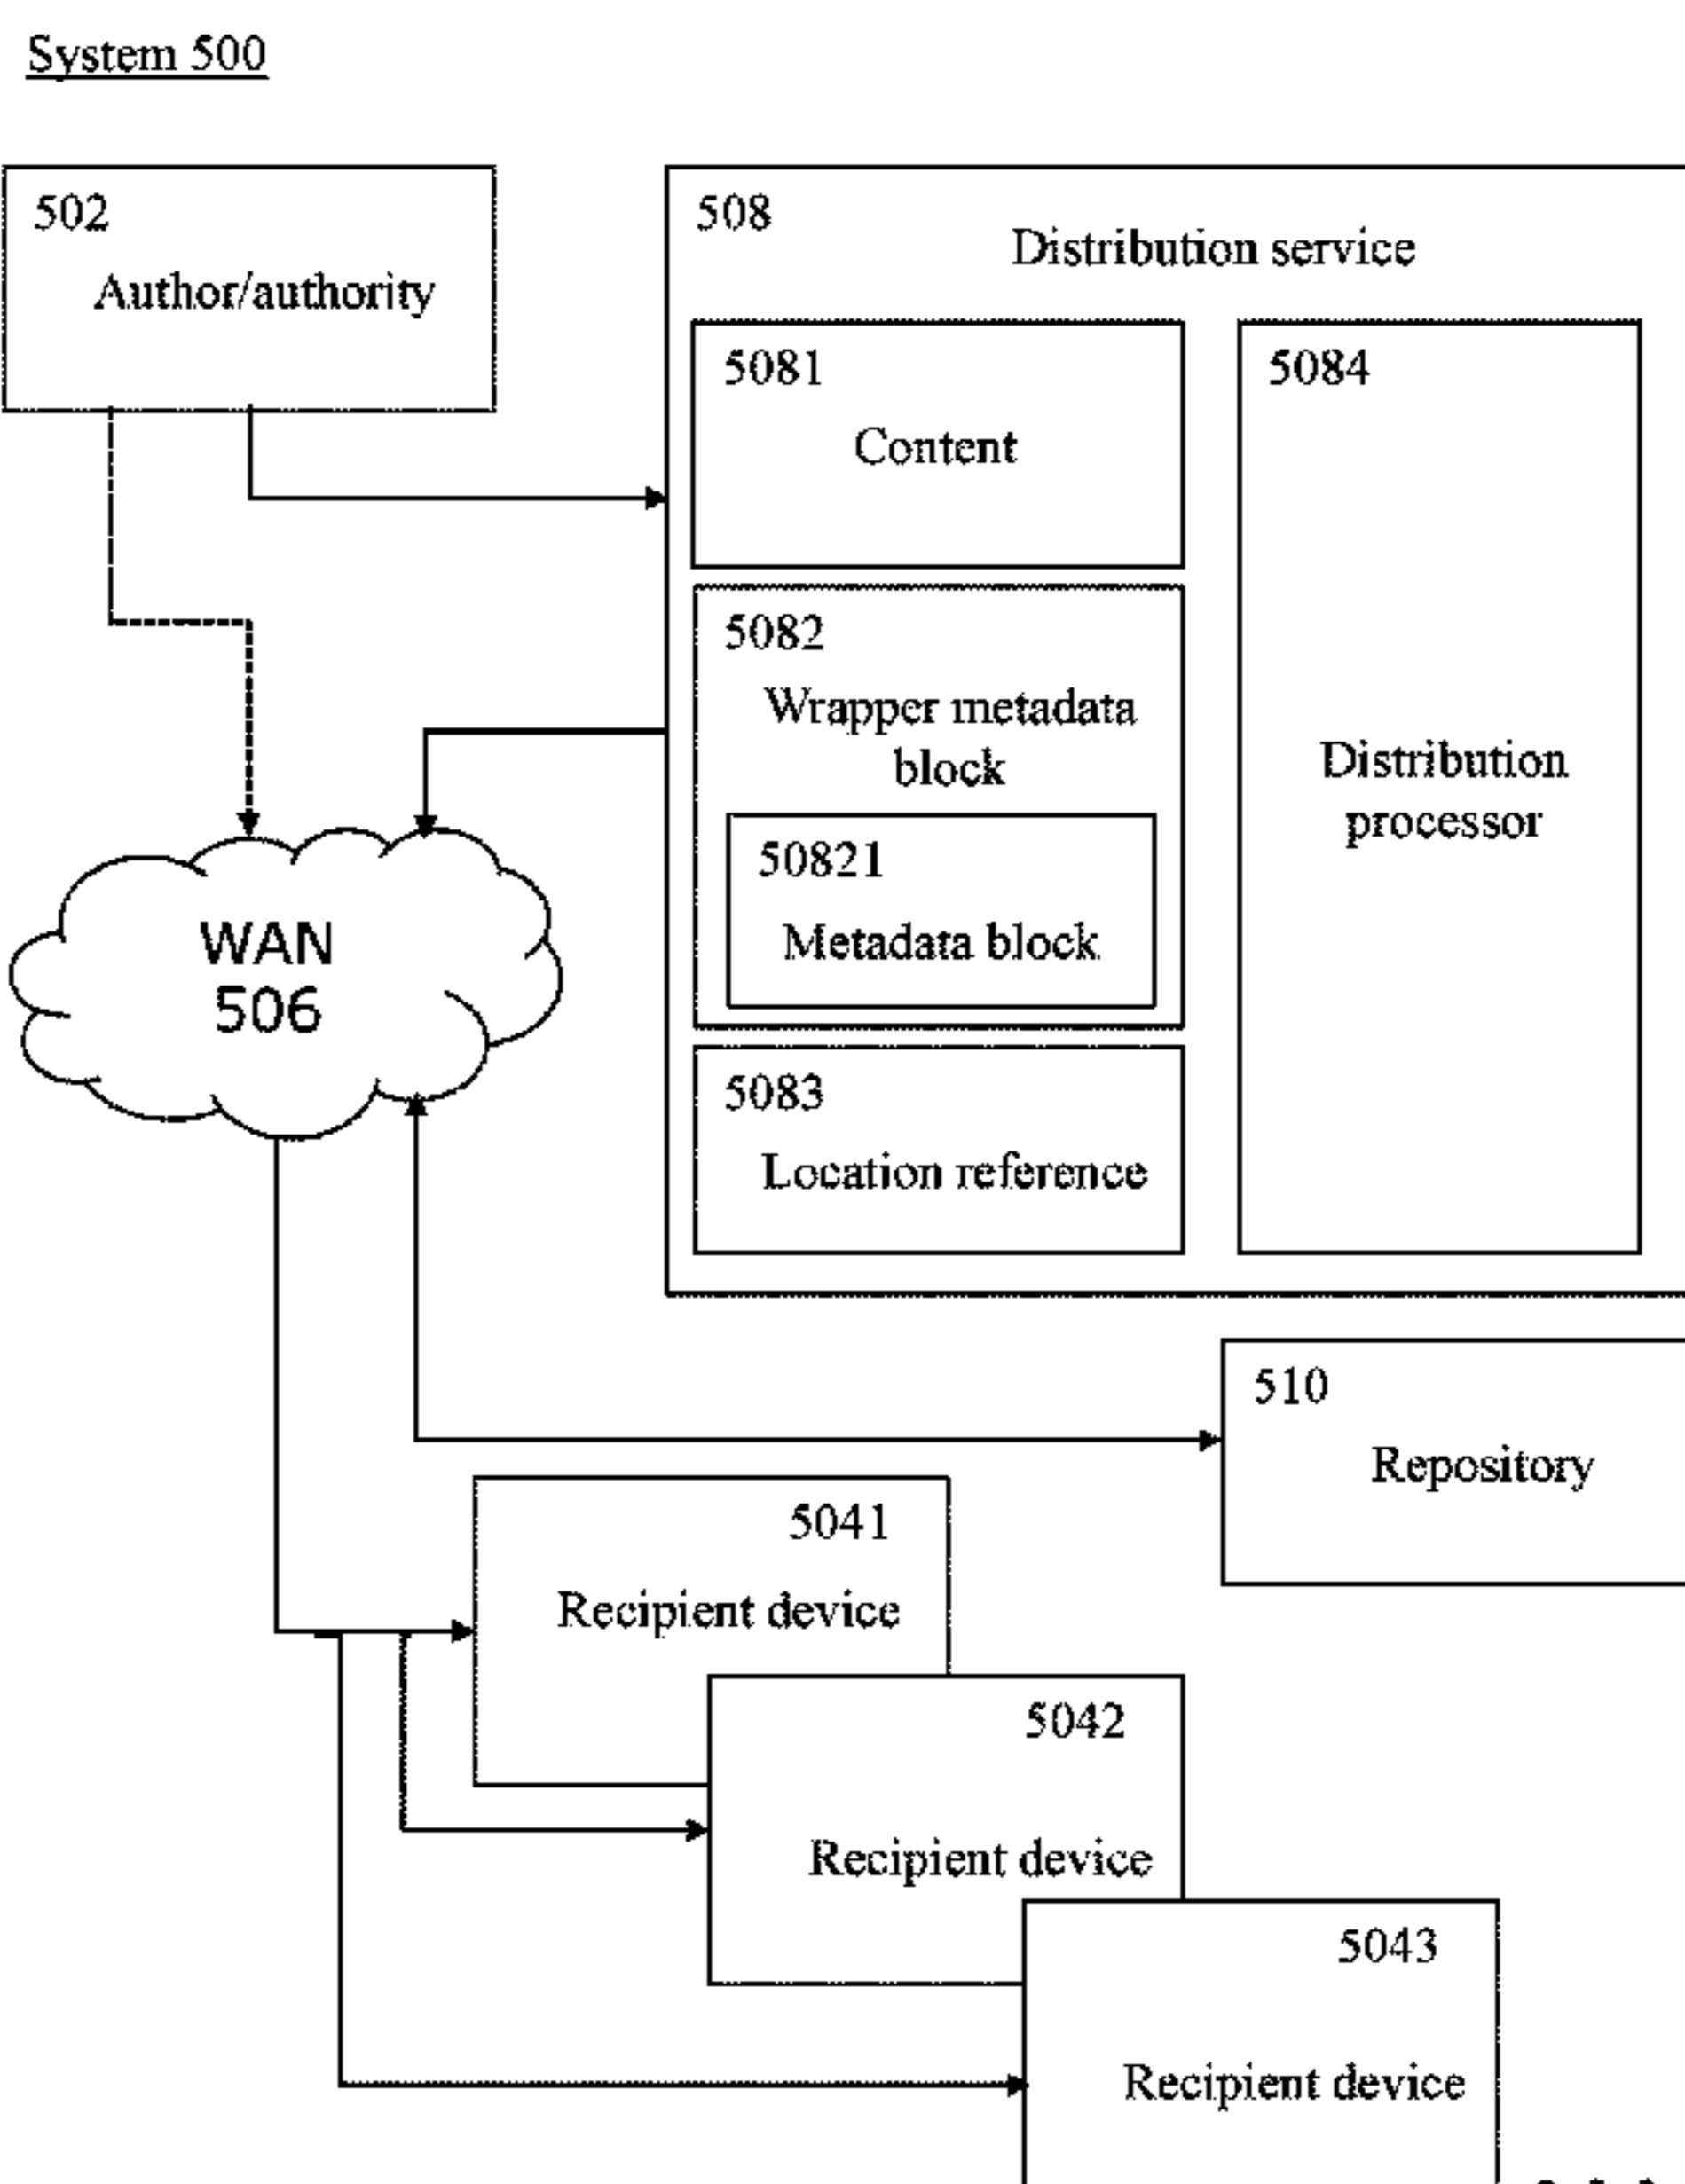 System 500
502
Author/authority
508
Distribution service
5081
Content
5082
Wrapper metadata
block
50821
Metadata block
5083
Location reference
5084
Distribution
processor
WAN
506
510
Repository
5041
Recipient device
5042
Recipient device
5043
Recipient device